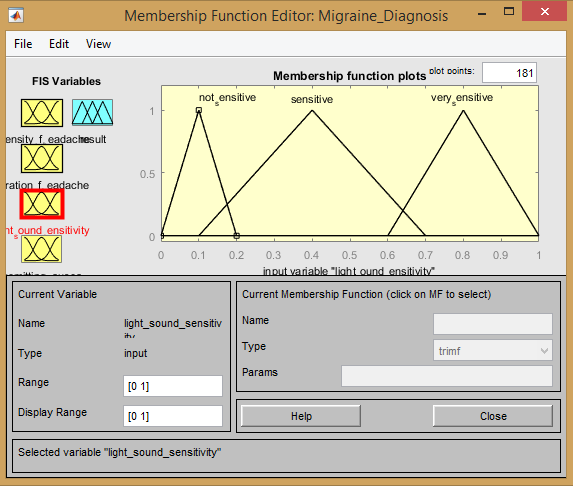 Membership Function Editor: Migraine_Diagnosis
File Edit View
FIS Variables
Membership function plots
plot points:
181
ensity_f_eadache
result
ration_f_eadache
ht_sound_ensitivity
mitting_
not_sensitive
sensitive
very_sensitive
1
0.5
0
0 0.1 0.2 0.3 0.4 0.5 0.6 0.7 0.8 0.9 1
input variable "light_ound_ensitivity"
Current Variable
Name light_sound_sensitiv
ity
Type input
Range [0 1]
Display Range [0 1]
Current Membership Function (click on MF to select)
Name
Type trimf
Params
Help Close
Selected variable "light_sound_sensitivity"